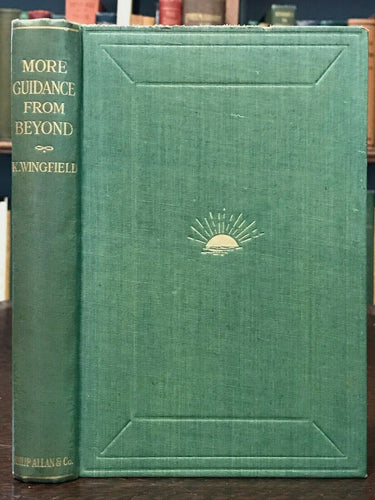 MORE
GUIDANCE
FROM
BEYOND
K. WINGFIELD
PHILIP ALLAN & Co.